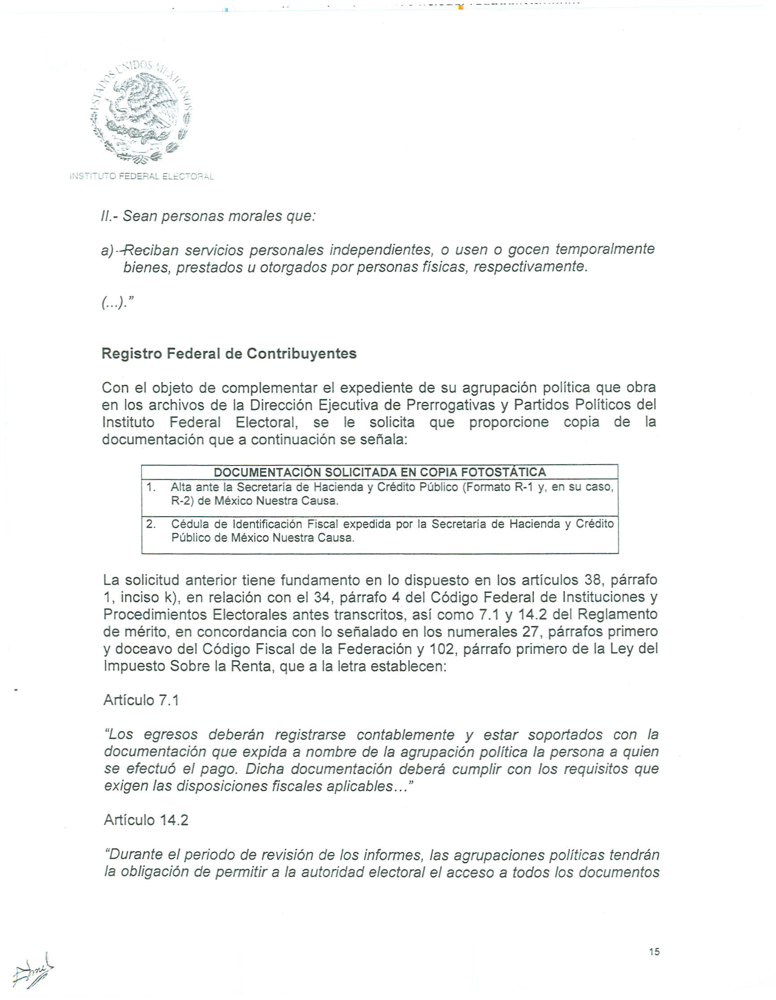 ESTADOS UNIDOS MEXICANOS
INSTITUTO FEDERAL ELECTORAL
II.- Sean personas morales que:
a) Reciban servicios personales independientes, o usen o gocen temporalmente
bienes, prestados u otorgados por personas físicas, respectivamente.
(...).”
Registro Federal de Contribuyentes
Con el objeto de complementar el expediente de su agrupación política que obra
en los archivos de la Dirección Ejecutiva de Prerrogativas y Partidos Políticos del
Instituto Federal Electoral, se le solicita que proporcione copia de la
documentación que a continuación se señala:
DOCUMENTACIÓN SOLICITADA EN COPIA FOTOSTÁTICA
1. Alta ante la Secretaría de Hacienda y Crédito Público (Formato R-1 y, en su caso,
R-2) de México Nuestra Causa.
2. Cédula de Identificación Fiscal expedida por la Secretaría de Hacienda y Crédito
Público de México Nuestra Causa.
La solicitud anterior tiene fundamento en lo dispuesto en los artículos 38, párrafo
1, inciso k), en relación con el 34, párrafo 4 del Código Federal de Instituciones y
Procedimientos Electorales antes transcritos, así como 7.1 y 14.2 del Reglamento
de mérito, en concordancia con lo señalado en los numerales 27, párrafos primero
y doceavo del Código Fiscal de la Federación y 102, párrafo primero de la Ley del
Impuesto Sobre la Renta, que a la letra establecen:
Artículo 7.1
“Los egresos deberán registrarse contablemente y estar soportados con la
documentación que expida a nombre de la agrupación política la persona a quien
se efectuó el pago. Dicha documentación deberá cumplir con los requisitos que
exigen las disposiciones fiscales aplicables...”
Artículo 14.2
“Durante el periodo de revisión de los informes, las agrupaciones políticas tendrán
la obligación de permitir a la autoridad electoral el acceso a todos los documentos
15